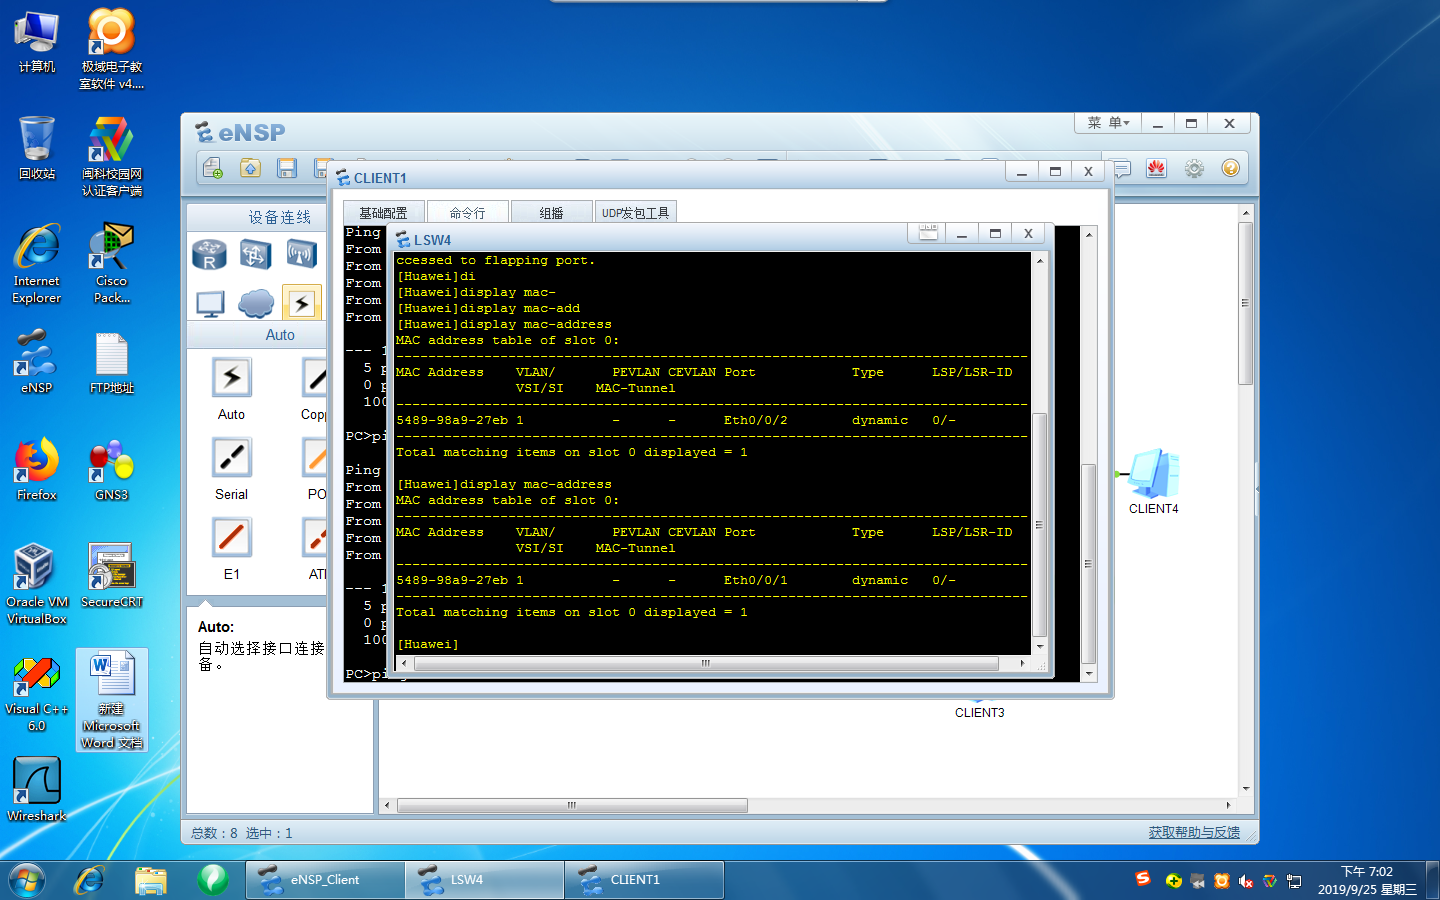 计算机
极域电子教
室软件 v4....
回收站
闽科校园网
认证客户端
Internet
Explorer
Cisco
Pack...
eNSP
FTP地址
Firefox
GNS3
Oracle VM
VirtualBox
SecureCRT
Visual C++
6.0
新建
Microsoft
Word 文档
Wireshark
eNSP
菜 单
设备连线
Auto
Auto
Serial
E1
Auto:
自动选择接口连接
备。
CLIENT1
基础配置
命令行
组播
UDP发包工具
Ping
From
From
From
From
From
PC>pi
Ping
From
From
From
From
From
LSW4
ccessed to flapping port.
[Huawei]di
[Huawei]display mac-
[Huawei]display mac-add
[Huawei]display mac-address
MAC address table of slot 0:
-------------------------------------------------------------------------------
MAC Address    VLAN/       PEVLAN CEVLAN Port            Type      LSP/LSR-ID
               VSI/SI    MAC-Tunnel
-------------------------------------------------------------------------------
5489-98a9-27eb 1           -      -      Eth0/0/2        dynamic   0/-
-------------------------------------------------------------------------------
Total matching items on slot 0 displayed = 1
[Huawei]display mac-address
MAC address table of slot 0:
-------------------------------------------------------------------------------
MAC Address    VLAN/       PEVLAN CEVLAN Port            Type      LSP/LSR-ID
               VSI/SI    MAC-Tunnel
-------------------------------------------------------------------------------
5489-98a9-27eb 1           -      -      Eth0/0/1        dynamic   0/-
-------------------------------------------------------------------------------
Total matching items on slot 0 displayed = 1
[Huawei]
CLIENT4
CLIENT3
总数：8 选中：1
获取帮助与反馈
eNSP_Client
LSW4
CLIENT1
下午 7:02
2019/9/25 星期三